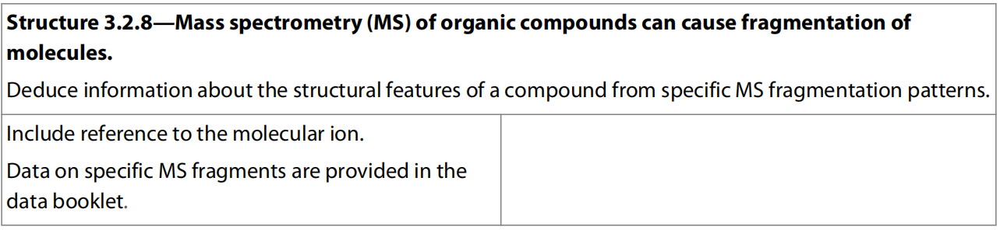 Structure 3.2.8—Mass spectrometry (MS) of organic compounds can cause fragmentation of
molecules.
Deduce information about the structural features of a compound from specific MS fragmentation patterns.
Include reference to the molecular ion.
Data on specific MS fragments are provided in the
data booklet.